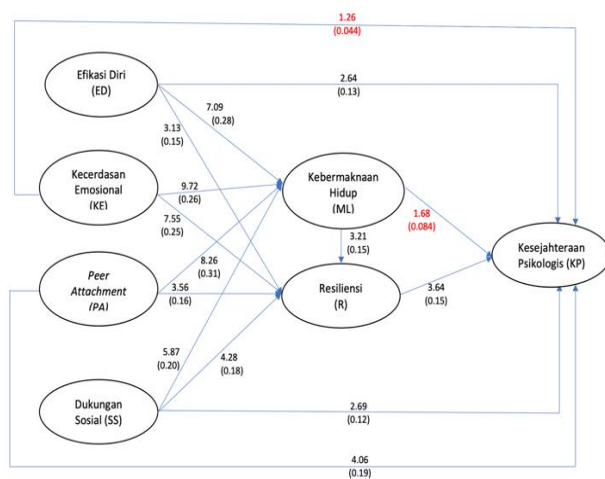 1.26
(0.044)
Efikasi Diri
(ED)
2.64
(0.13)
7.09
(0.28)
3.13
(0.15)
Kecerdasan
Emosional
(KE)
9.72
(0.26)
7.55
(0.25)
Kebermaknaan
Hidup
(ML)
1.68
(0.084)
3.21
(0.15)
Kesejahteraan
Psikologis (KP)
8.26
(0.31)
Peer
Attachment
(PA)
3.56
(0.16)
Resiliensi
(R)
3.64
(0.15)
5.87
(0.20)
4.28
(0.18)
Dukungan
Sosial (SS)
2.69
(0.12)
4.06
(0.19)